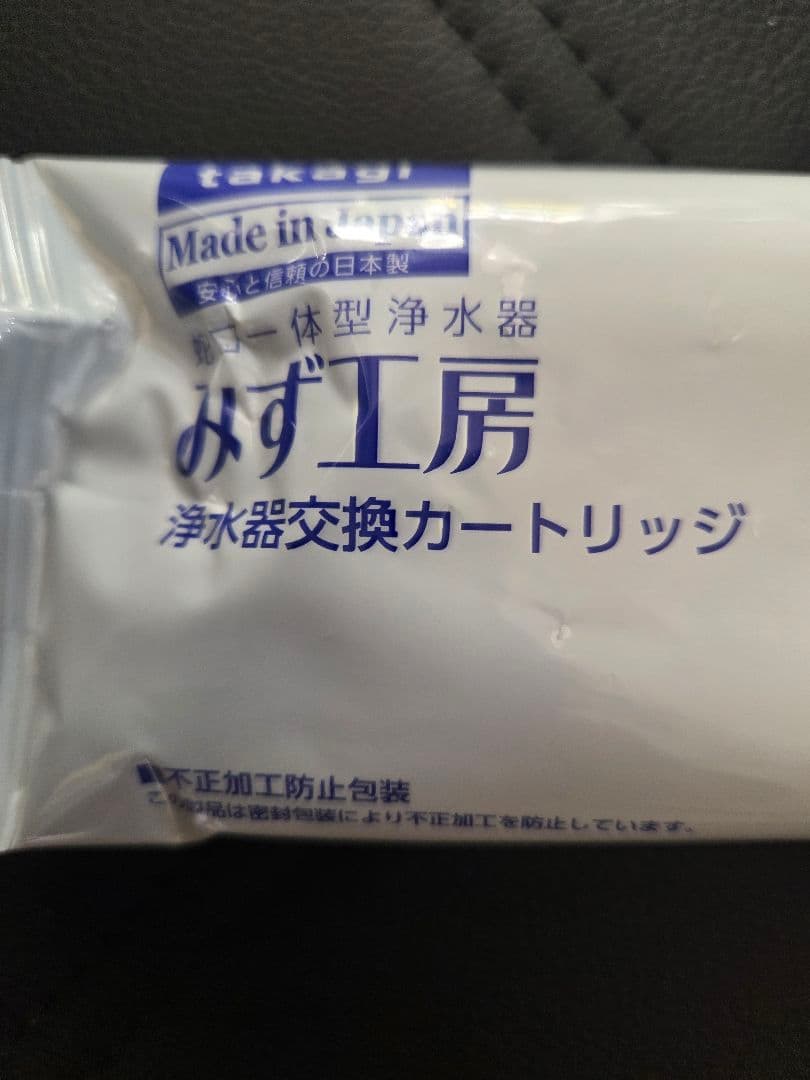 takagi
Made in Japan
安心と信頼の日本製
蛇口一体型浄水器
みず工房
浄水器交換カートリッジ
■不正加工防止包装
この製品は密封包装により不正加工を防止しています。